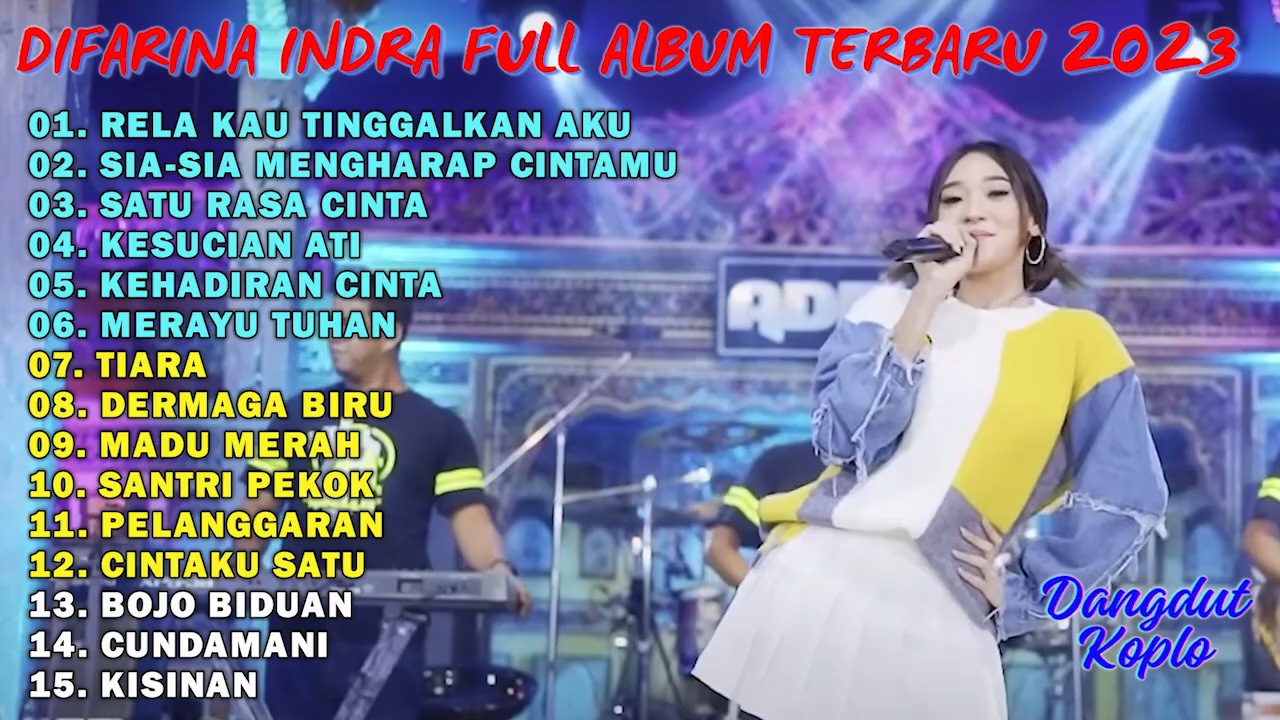 DIFARINA INDRA FULL ALBUM TERBARU 2023
01. RELA KAU TINGGALKAN AKU
02. SIA-SIA MENGHARAP CINTAMU
03. SATU RASA CINTA
04. KESUCIAN ATI
05. KEHADIRAN CINTA
06. MERAYU TUHAN
07. TIARA
08. DERMAGA BIRU
09. MADU MERAH
10. SANTRI PEKOK
11. PELANGGARAN
12. CINTAKU SATU
13. BOJO BIDUAN
14. CUNDAMANI
15. KISINAN
Dangdut
Koplo